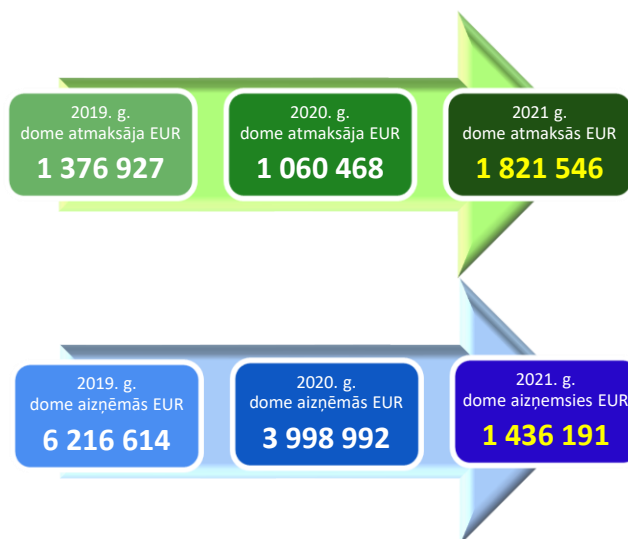 2019. g.
dome atmaksāja EUR
1 376 927
2020. g.
dome atmaksāja EUR
1 060 468
2021 g.
dome atmaksās EUR
1 821 546
2019. g.
dome aizņēmās EUR
6 216 614
2020. g.
dome aizņēmās EUR
3 998 992
2021. g.
dome aizņemsies EUR
1 436 191